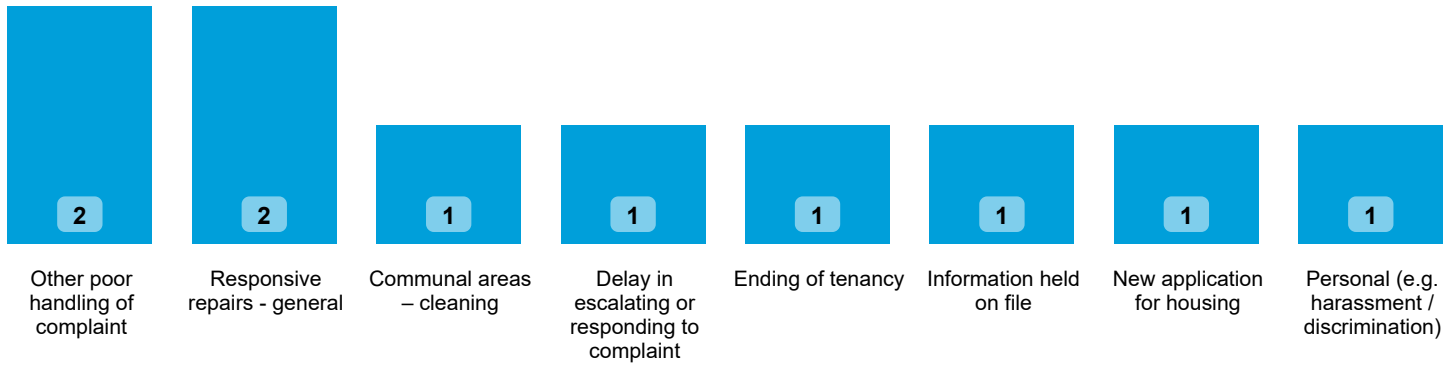 2
2
1
1
1
1
1
1
Other poor
handling of
complaint
Responsive
repairs - general
Communal areas
– cleaning
Delay in
escalating or
responding to
complaint
Ending of tenancy
Information held
on file
New application
for housing
Personal (e.g.
harassment /
discrimination)